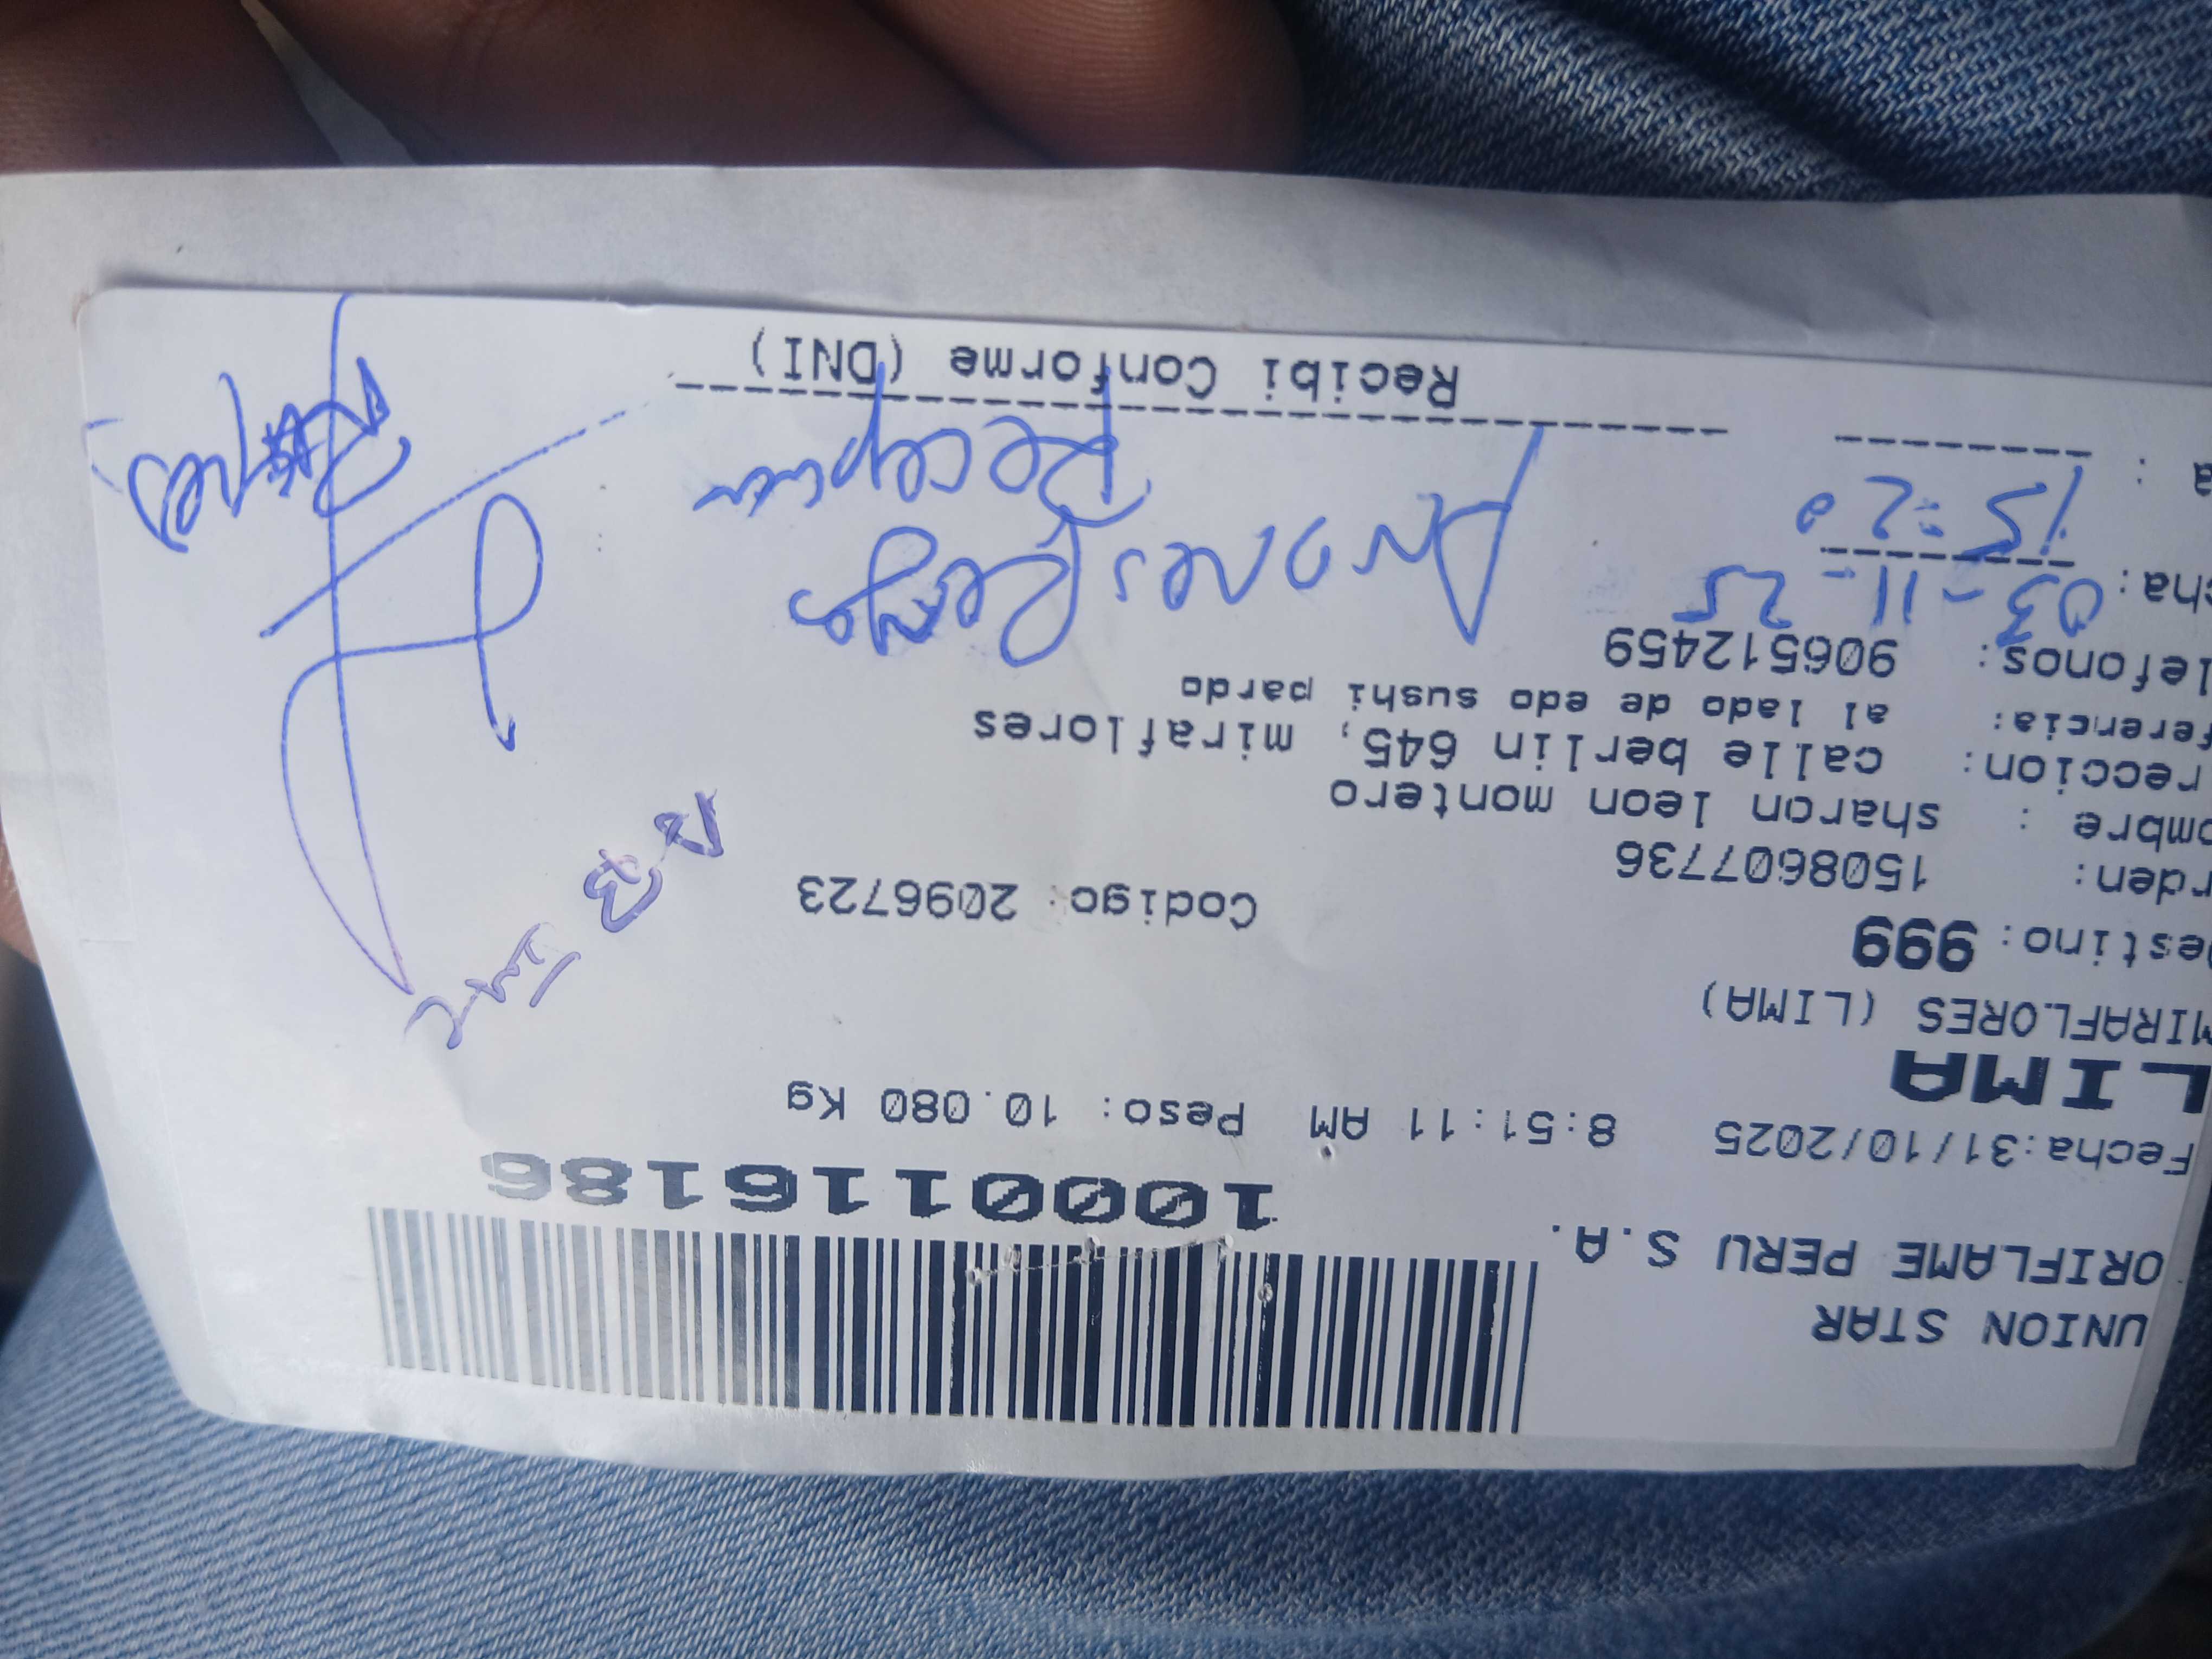 UNION STAR
ORIFLAME PERU S.A.
1000116186
Fecha:31/10/2025 8:51:11 AM Peso: 10.080 Kg
LIMA
MIRAFLORES (LIMA)
estino: 999
rden: 1508607736 Codigo: 2096723
ombre : sharon leon montero
reccion: calle berlin 645, miraflores
ferencia: al lado de edo sushi pardo
lefonos: 906512459
cha: 03-11-25
a : 15:20
Recepcion
Recibi Conforme (DNI)